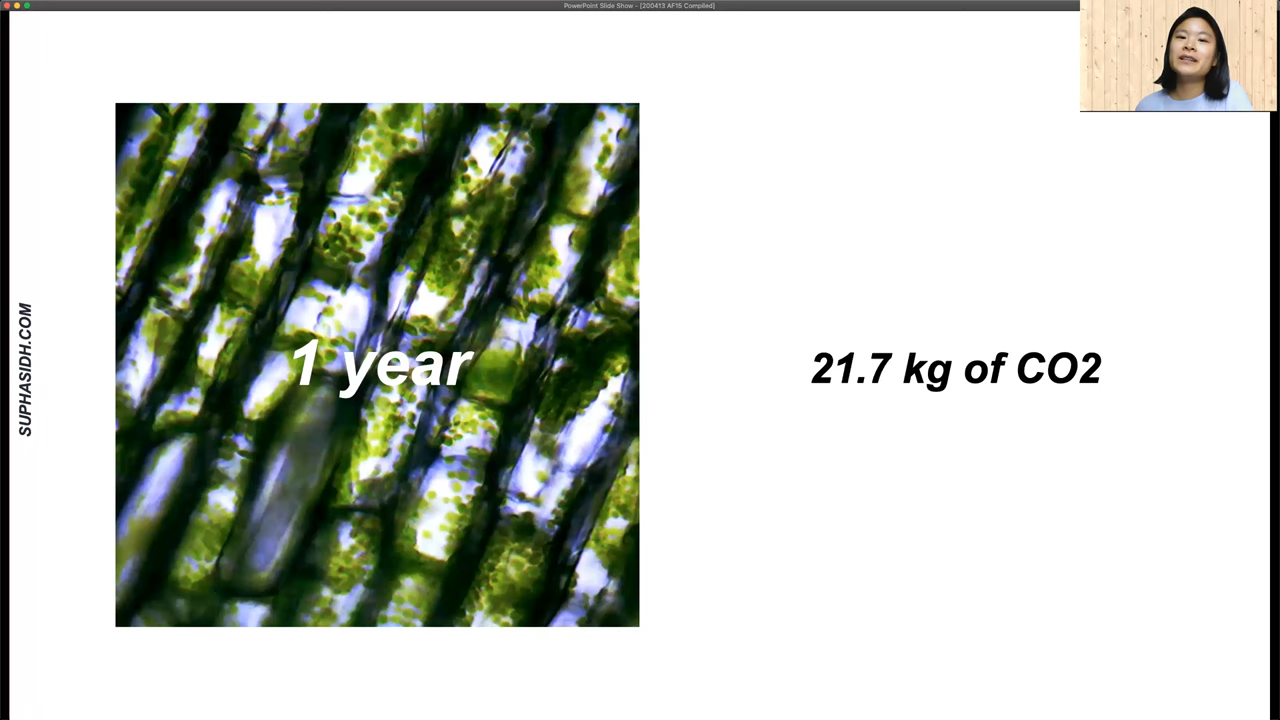 PowerPoint Slide Show - [200413 AF15 Compiled]
SUPHASIDH.COM
1 year
21.7 kg of CO2